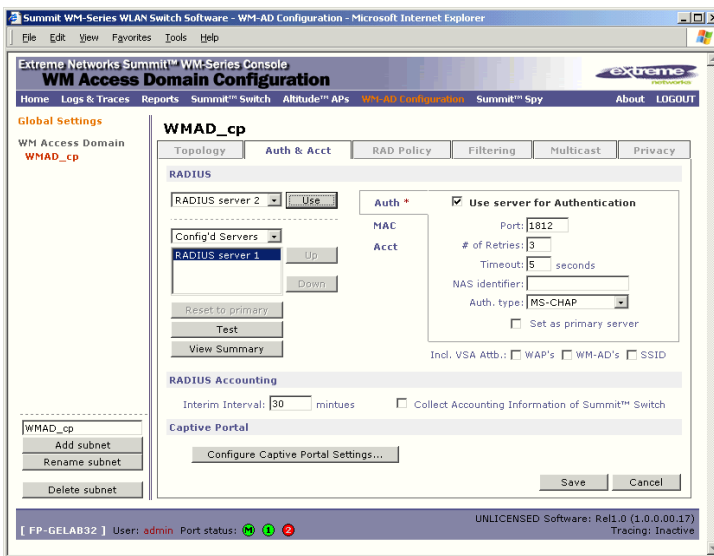 Summit WM-Series WLAN Switch Software - WM-AD Configuration - Microsoft Internet Explorer
File Edit View Favorites Tools Help
Extreme Networks Summit™ WM-Series Console
WM Access Domain Configuration
extreme
networks
Home Logs & Traces Reports Summit™ Switch Altitude™ APs WM-AD Configuration Summit™ Spy About LOGOUT
Global Settings
WM Access Domain
WMAD_cp
WMAD_cp
Topology Auth & Acct RAD Policy Filtering Multicast Privacy
RADIUS
RADIUS server 2 Use
Config'd Servers
RADIUS server 1
Up
Down
Reset to primary
Test
View Summary
Auth *
MAC
Acct
Use server for Authentication
Port: 1812
# of Retries: 3
Timeout: 5 seconds
NAS identifier:
Auth. type: MS-CHAP
Set as primary server
Incl. VSA Attb.: WAP's WM-AD's SSID
RADIUS Accounting
Interim Interval: 30 mintues Collect Accounting Information of Summit™ Switch
Captive Portal
Configure Captive Portal Settings...
Save Cancel
WMAD_cp
Add subnet
Rename subnet
Delete subnet
[ FP-GELAB32 ] User: admin Port status: M 1 2
UNLICENSED Software: Rel1.0 (1.0.0.00.17)
Tracing: Inactive